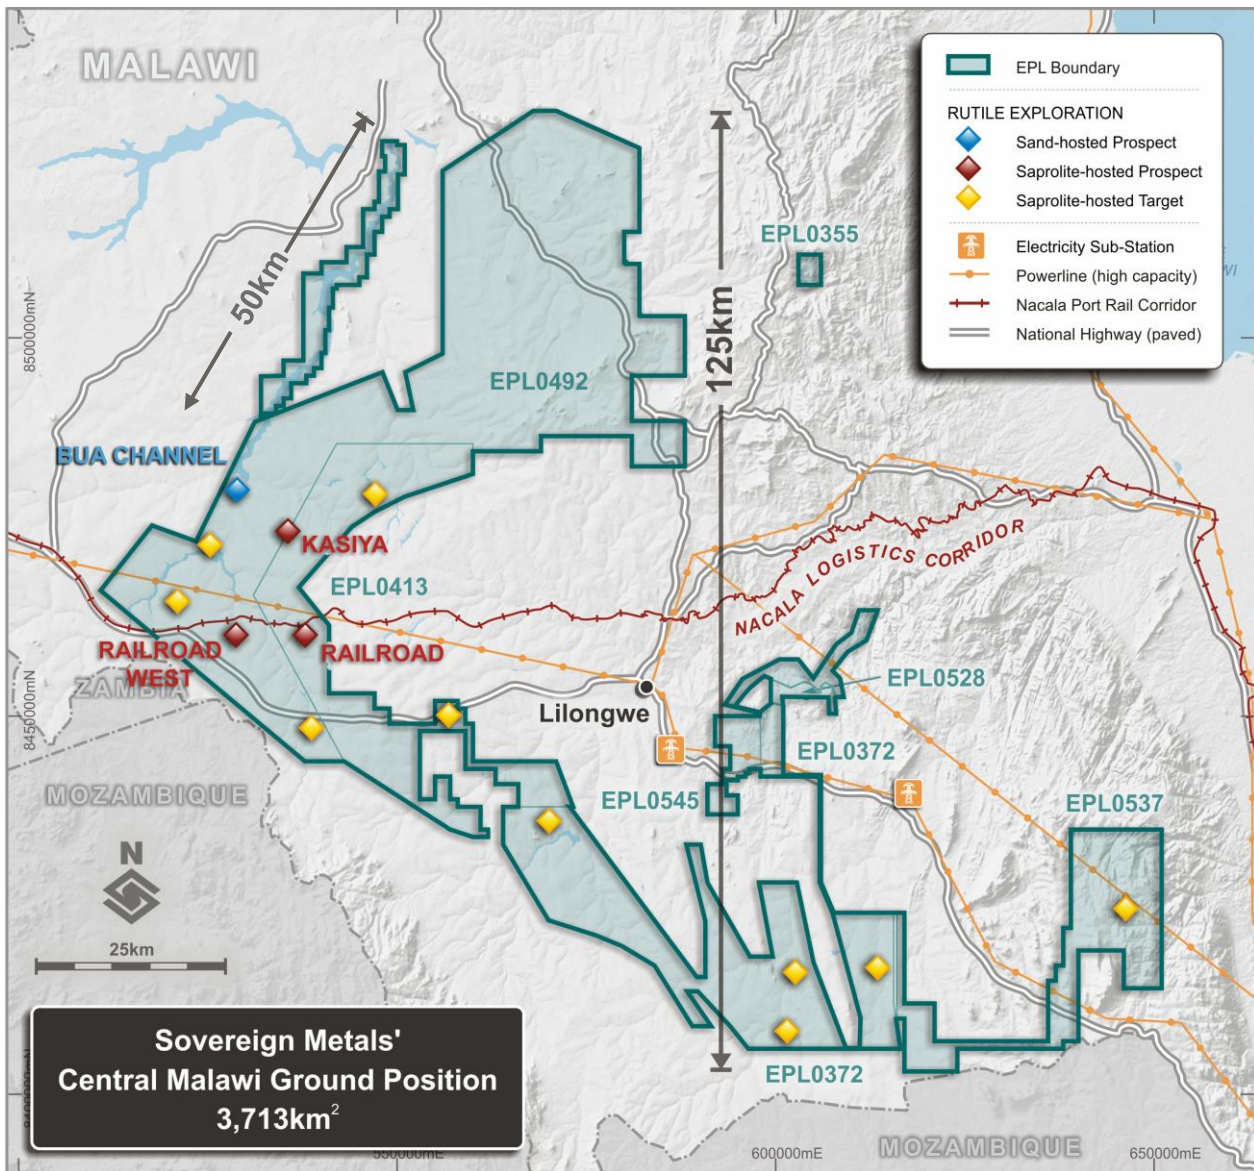 MALAWI
EPL Boundary
RUTILE EXPLORATION
Sand-hosted Prospect
Saprolite-hosted Prospect
Saprolite-hosted Target
Electricity Sub-Station
Powerline (high capacity)
Nacala Port Rail Corridor
National Highway (paved)
50km
125km
EPL0355
EPL0492
8500000mN
BUA CHANNEL
KASIYA
EPL0413
NACALA LOGISTICS CORRIDOR
RAILROAD
WEST
RAILROAD
ZAMBIA
EPL0528
Lilongwe
8450000mN
EPL0372
MOZAMBIQUE
EPL0545
EPL0537
N
25km
Sovereign Metals'
Central Malawi Ground Position
3,713km²
EPL0372
MOZAMBIQUE
550000mE
600000mE
650000mE